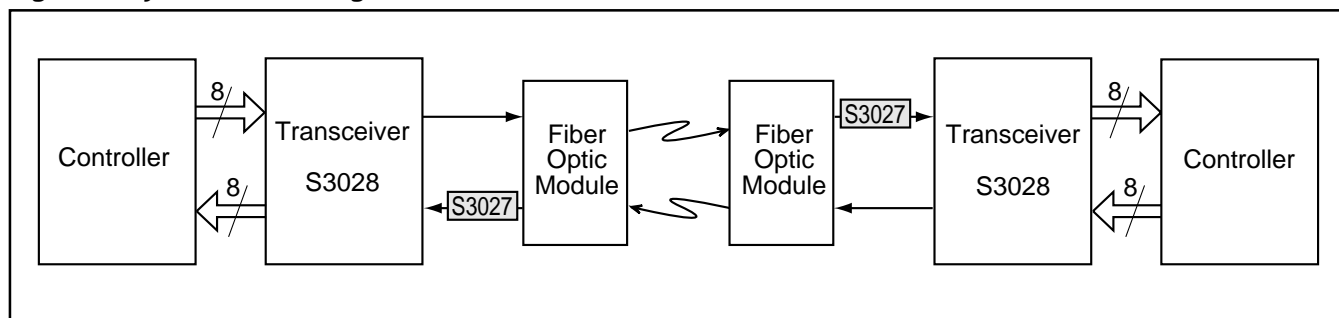 Controller
8
8
Transceiver
S3028
S3027
Fiber
Optic
Module
Fiber
Optic
Module
S3027
Transceiver
S3028
8
8
Controller